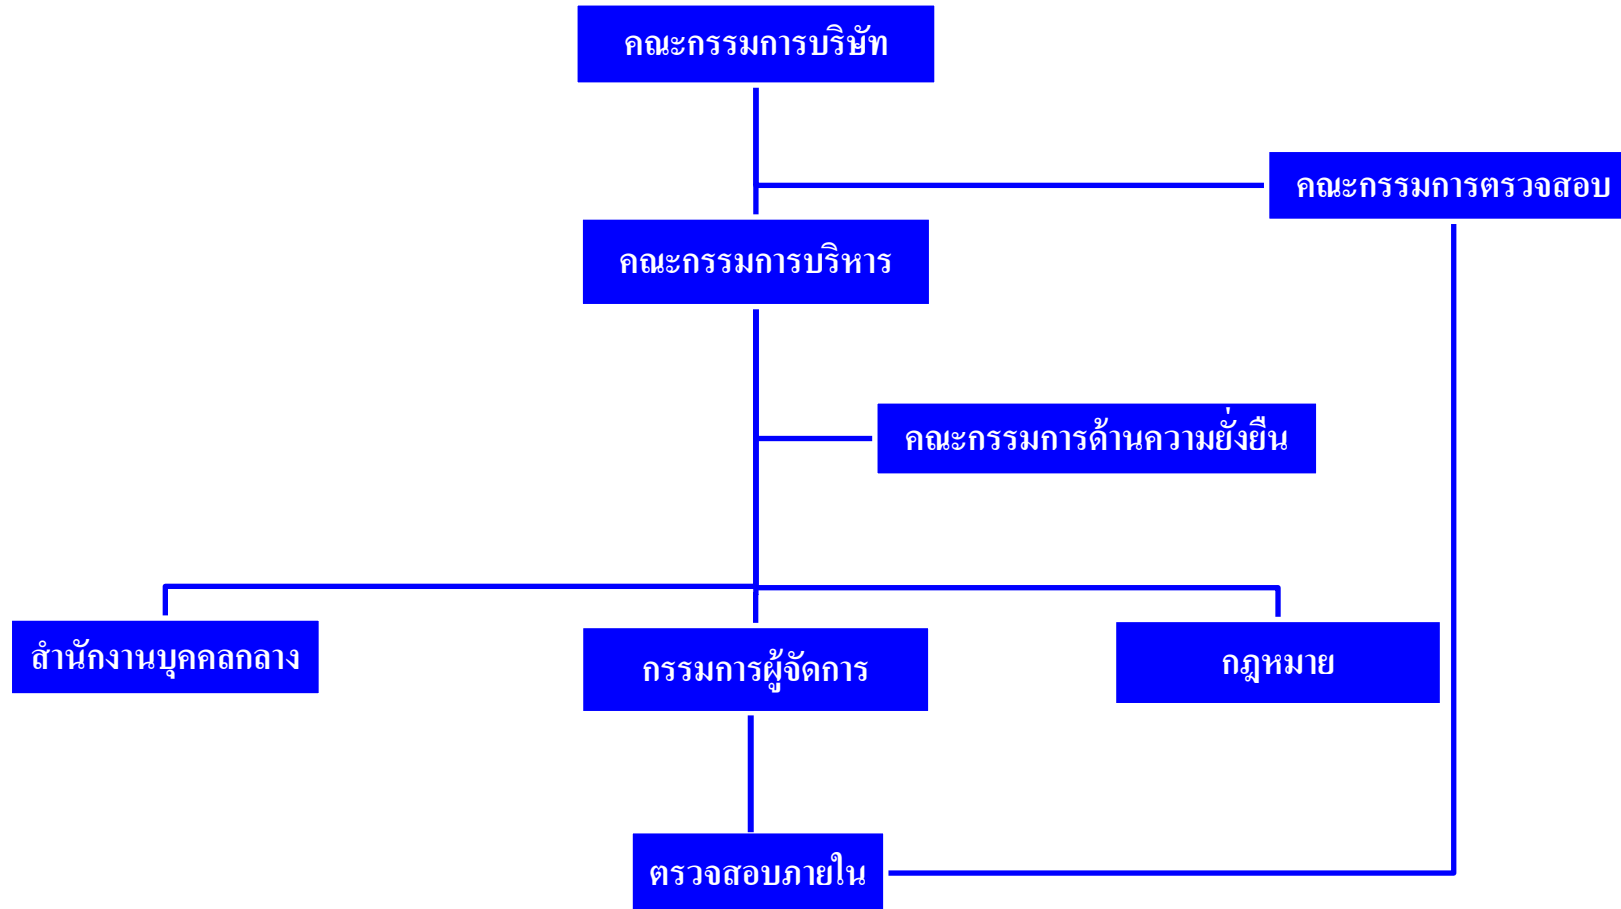 คณะกรรมการบริษัท
คณะกรรมการตรวจสอบ
คณะกรรมการบริหาร
คณะกรรมการด้านความยั่งยืน
สำนักงานบุคคลกลาง
กรรมการผู้จัดการ
กฎหมาย
ตรวจสอบภายใน